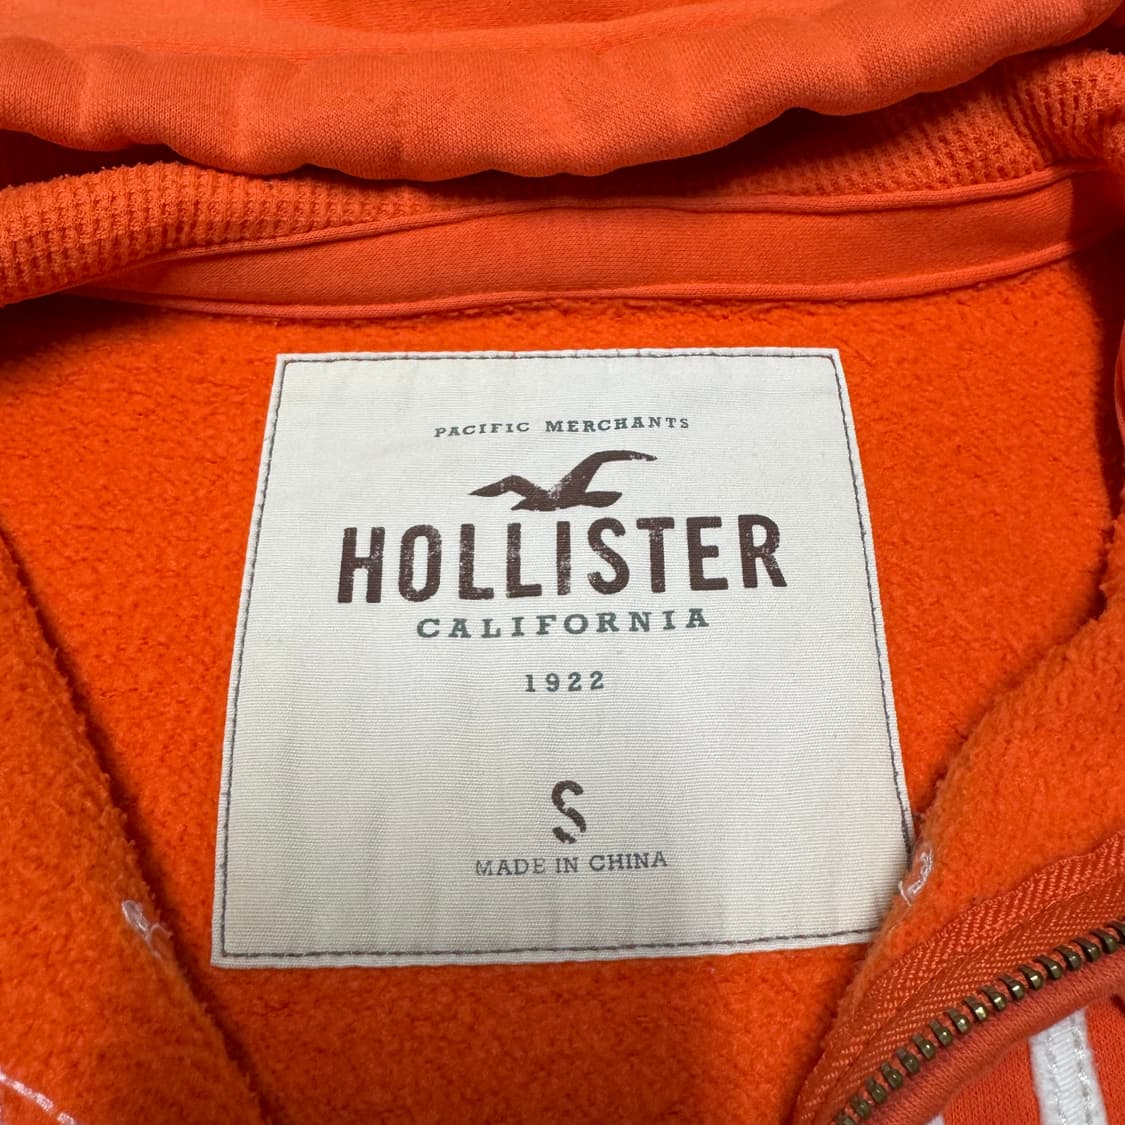 PACIFIC MERCHANTS
HOLLISTER
CALIFORNIA
1922
S
MADE IN CHINA